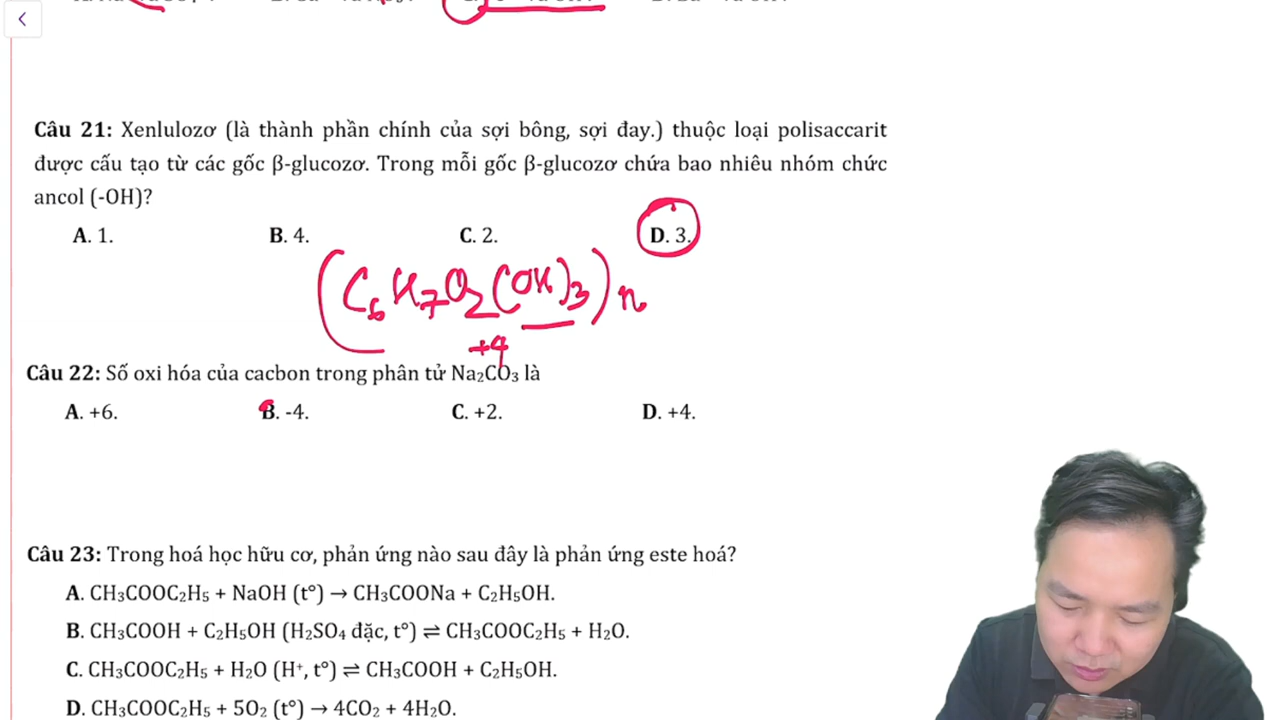 Câu 21: Xenlulozơ (là thành phần chính của sợi bông, sợi đay.) thuộc loại polisaccarit
được cấu tạo từ các gốc β-glucozơ. Trong mỗi gốc β-glucozơ chứa bao nhiêu nhóm chức
ancol (-OH)?
A. 1. B. 4. C. 2. D. 3.
(C₆H₇O₂(OH)₃)n
+4
Câu 22: Số oxi hóa của cacbon trong phân tử Na₂CO₃ là
A. +6. B. -4. C. +2. D. +4.
Câu 23: Trong hoá học hữu cơ, phản ứng nào sau đây là phản ứng este hoá?
A. CH₃COOC₂H₅ + NaOH (t°) → CH₃COONa + C₂H₅OH.
B. CH₃COOH + C₂H₅OH (H₂SO₄ đặc, t°) ⇌ CH₃COOC₂H₅ + H₂O.
C. CH₃COOC₂H₅ + H₂O (H⁺, t°) ⇌ CH₃COOH + C₂H₅OH.
D. CH₃COOC₂H₅ + 5O₂ (t°) → 4CO₂ + 4H₂O.